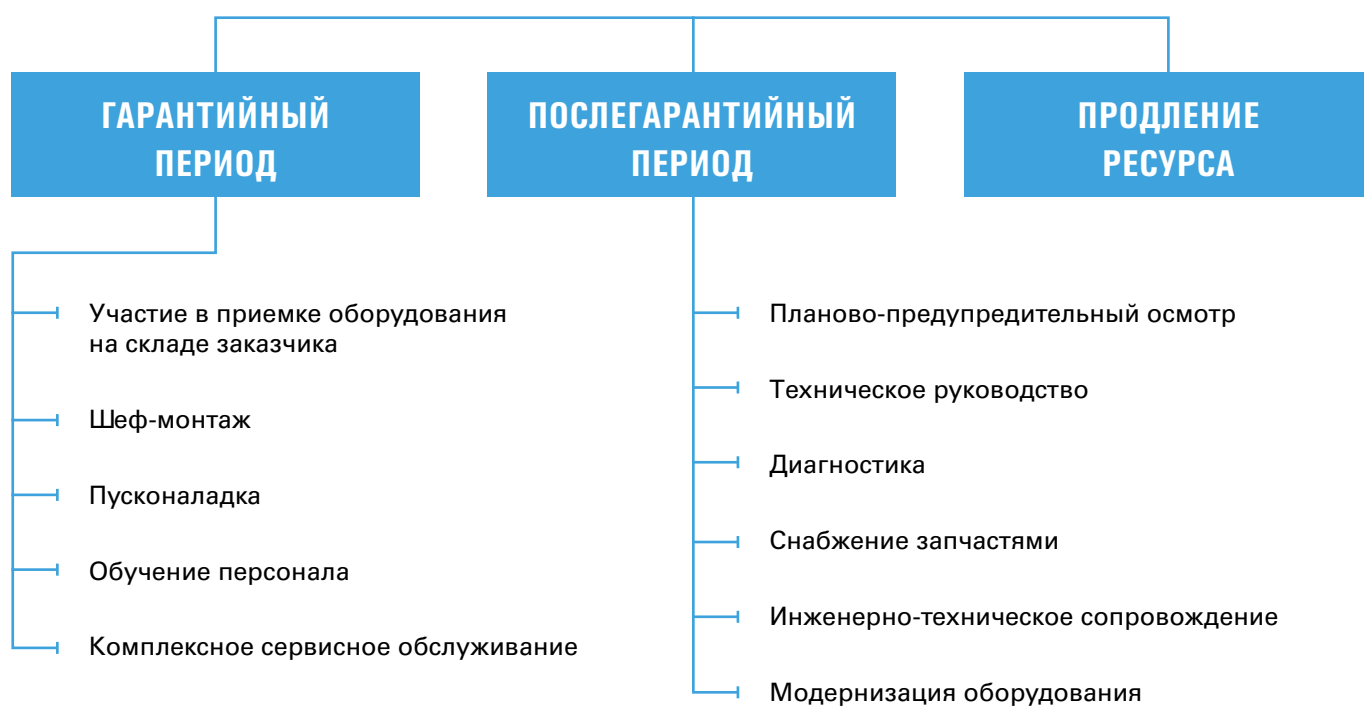 ГАРАНТИЙНЫЙ
ПЕРИОД
ПОСЛЕГАРАНТИЙНЫЙ
ПЕРИОД
ПРОДЛЕНИЕ
РЕСУРСА
Участие в приемке оборудования
на складе заказчика
Шеф-монтаж
Пусконаладка
Обучение персонала
Комплексное сервисное обслуживание
Планово-предупредительный осмотр
Техническое руководство
Диагностика
Снабжение запчастями
Инженерно-техническое сопровождение
Модернизация оборудования